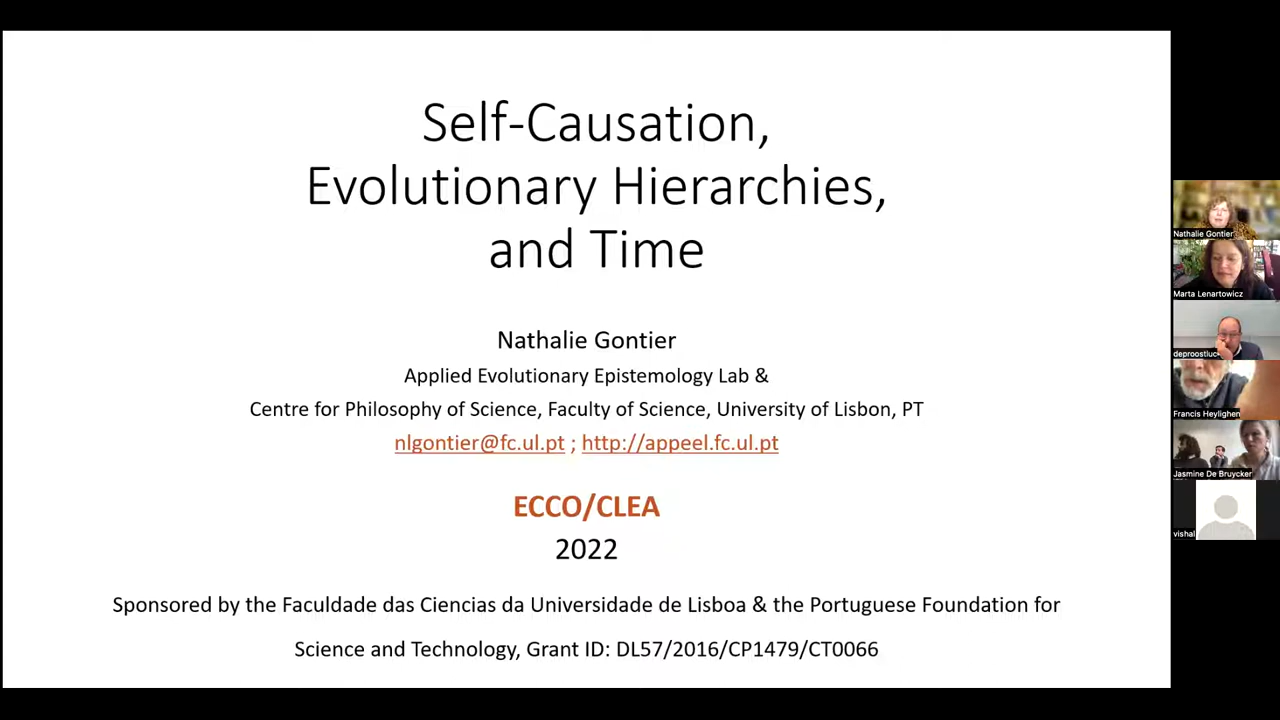 Self-Causation,
Evolutionary Hierarchies,
and Time
Nathalie Gontier
Applied Evolutionary Epistemology Lab &
Centre for Philosophy of Science, Faculty of Science, University of Lisbon, PT
nlgontier@fc.ul.pt ; http://appeel.fc.ul.pt
ECCO/CLEA
2022
Sponsored by the Faculdade das Ciencias da Universidade de Lisboa & the Portuguese Foundation for
Science and Technology, Grant ID: DL57/2016/CP1479/CT0066
Nathalie Gontier
Marta Lenartowicz
deproostluc
Francis Heylighen
Jasmine De Bruycker
vishal